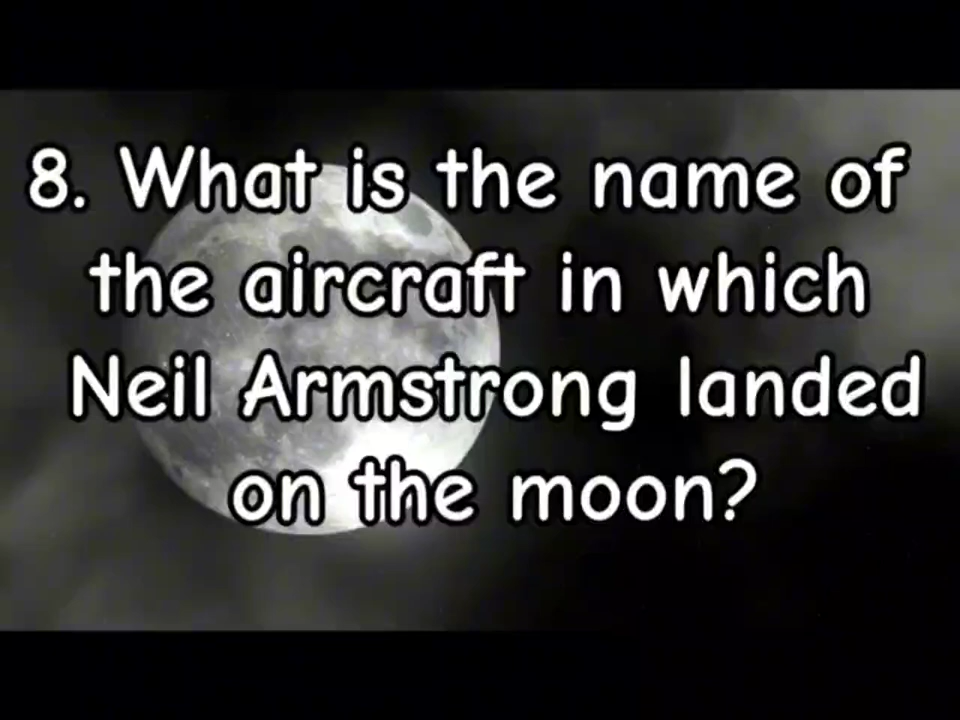 8. What is the name of
the aircraft in which
Neil Armstrong landed
on the moon?